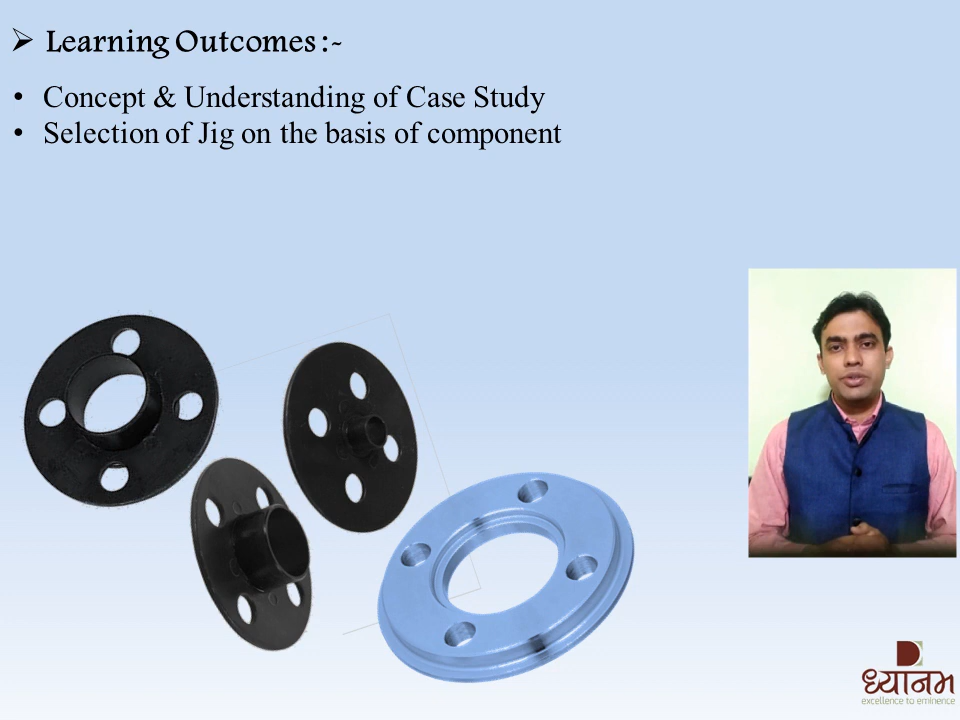 ➢ Learning Outcomes :-
• Concept & Understanding of Case Study
• Selection of Jig on the basis of component
ध्यानम
excellence to eminence